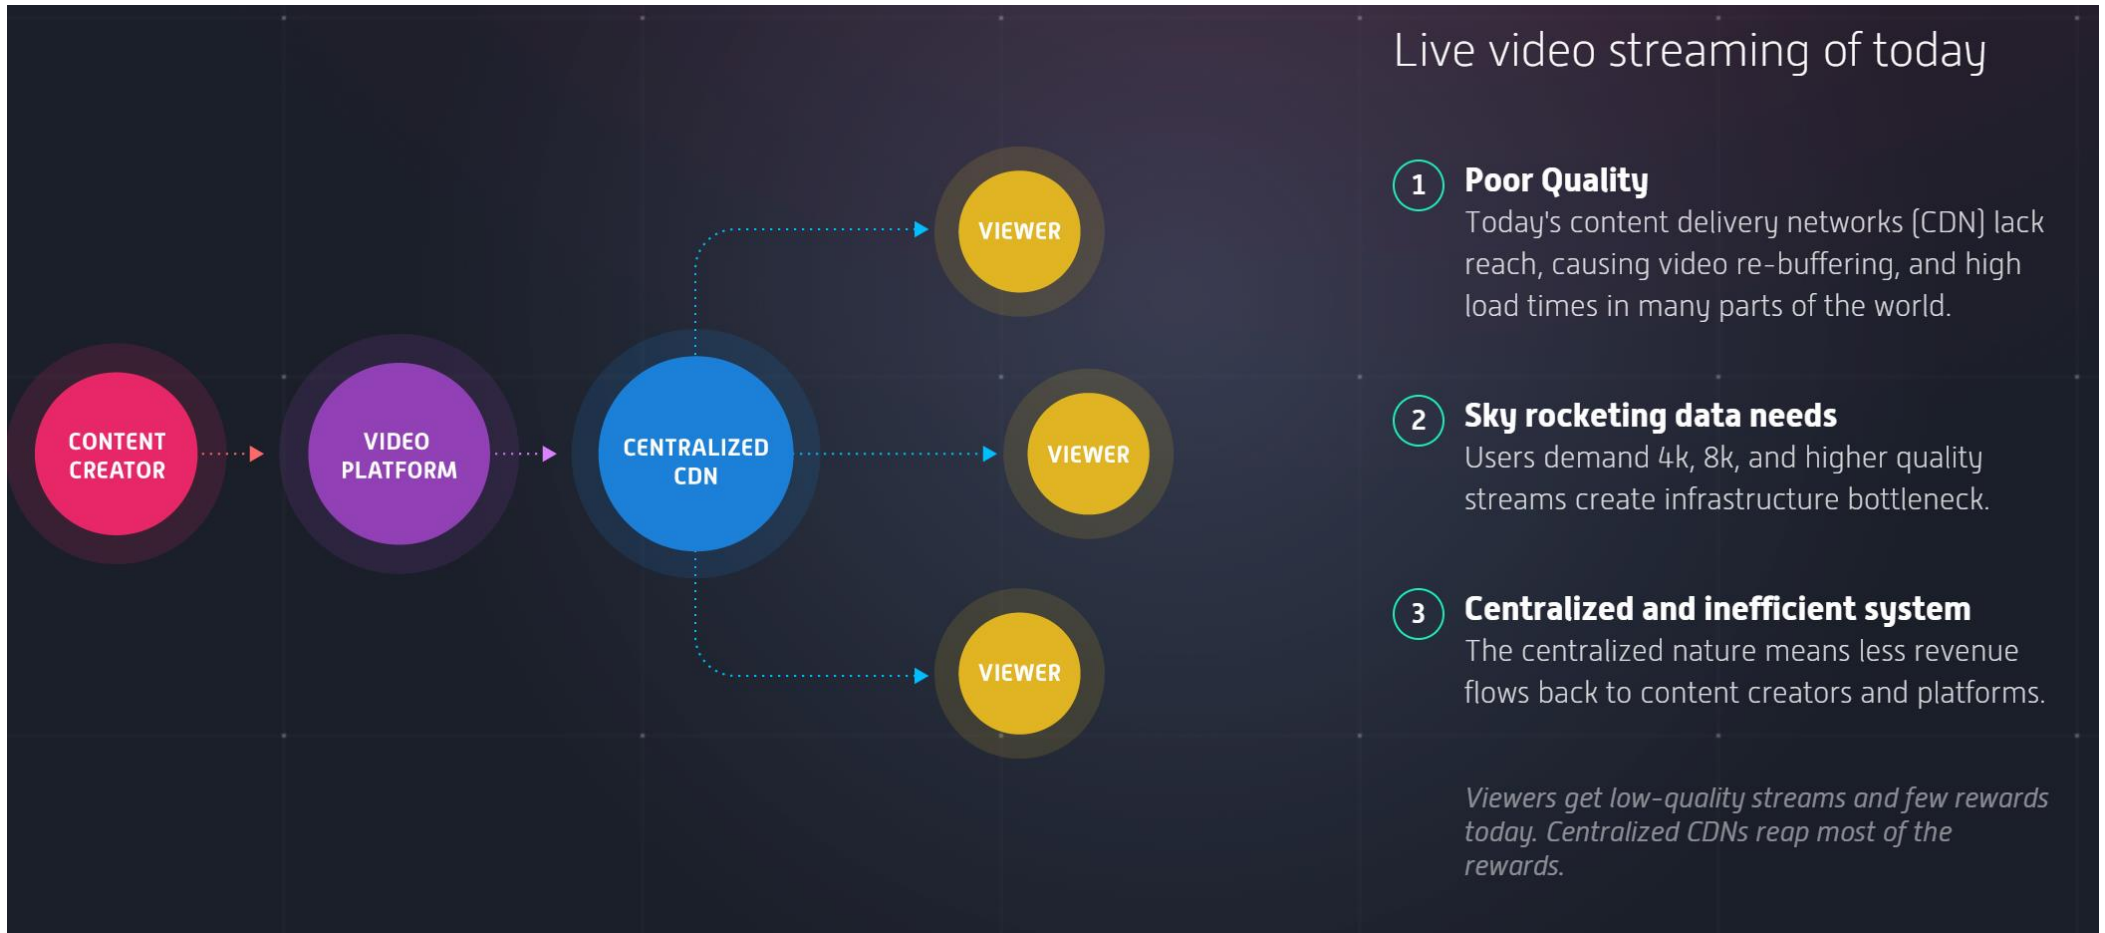 CONTENT
CREATOR
VIDEO
PLATFORM
CENTRALIZED
CDN
VIEWER
VIEWER
VIEWER
Live video streaming of today
1 Poor Quality
Today's content delivery networks (CDN) lack
reach, causing video re-buffering, and high
load times in many parts of the world.
2 Sky rocketing data needs
Users demand 4k, 8k, and higher quality
streams create infrastructure bottleneck.
3 Centralized and inefficient system
The centralized nature means less revenue
flows back to content creators and platforms.
Viewers get low-quality streams and few rewards
today. Centralized CDNs reap most of the
rewards.